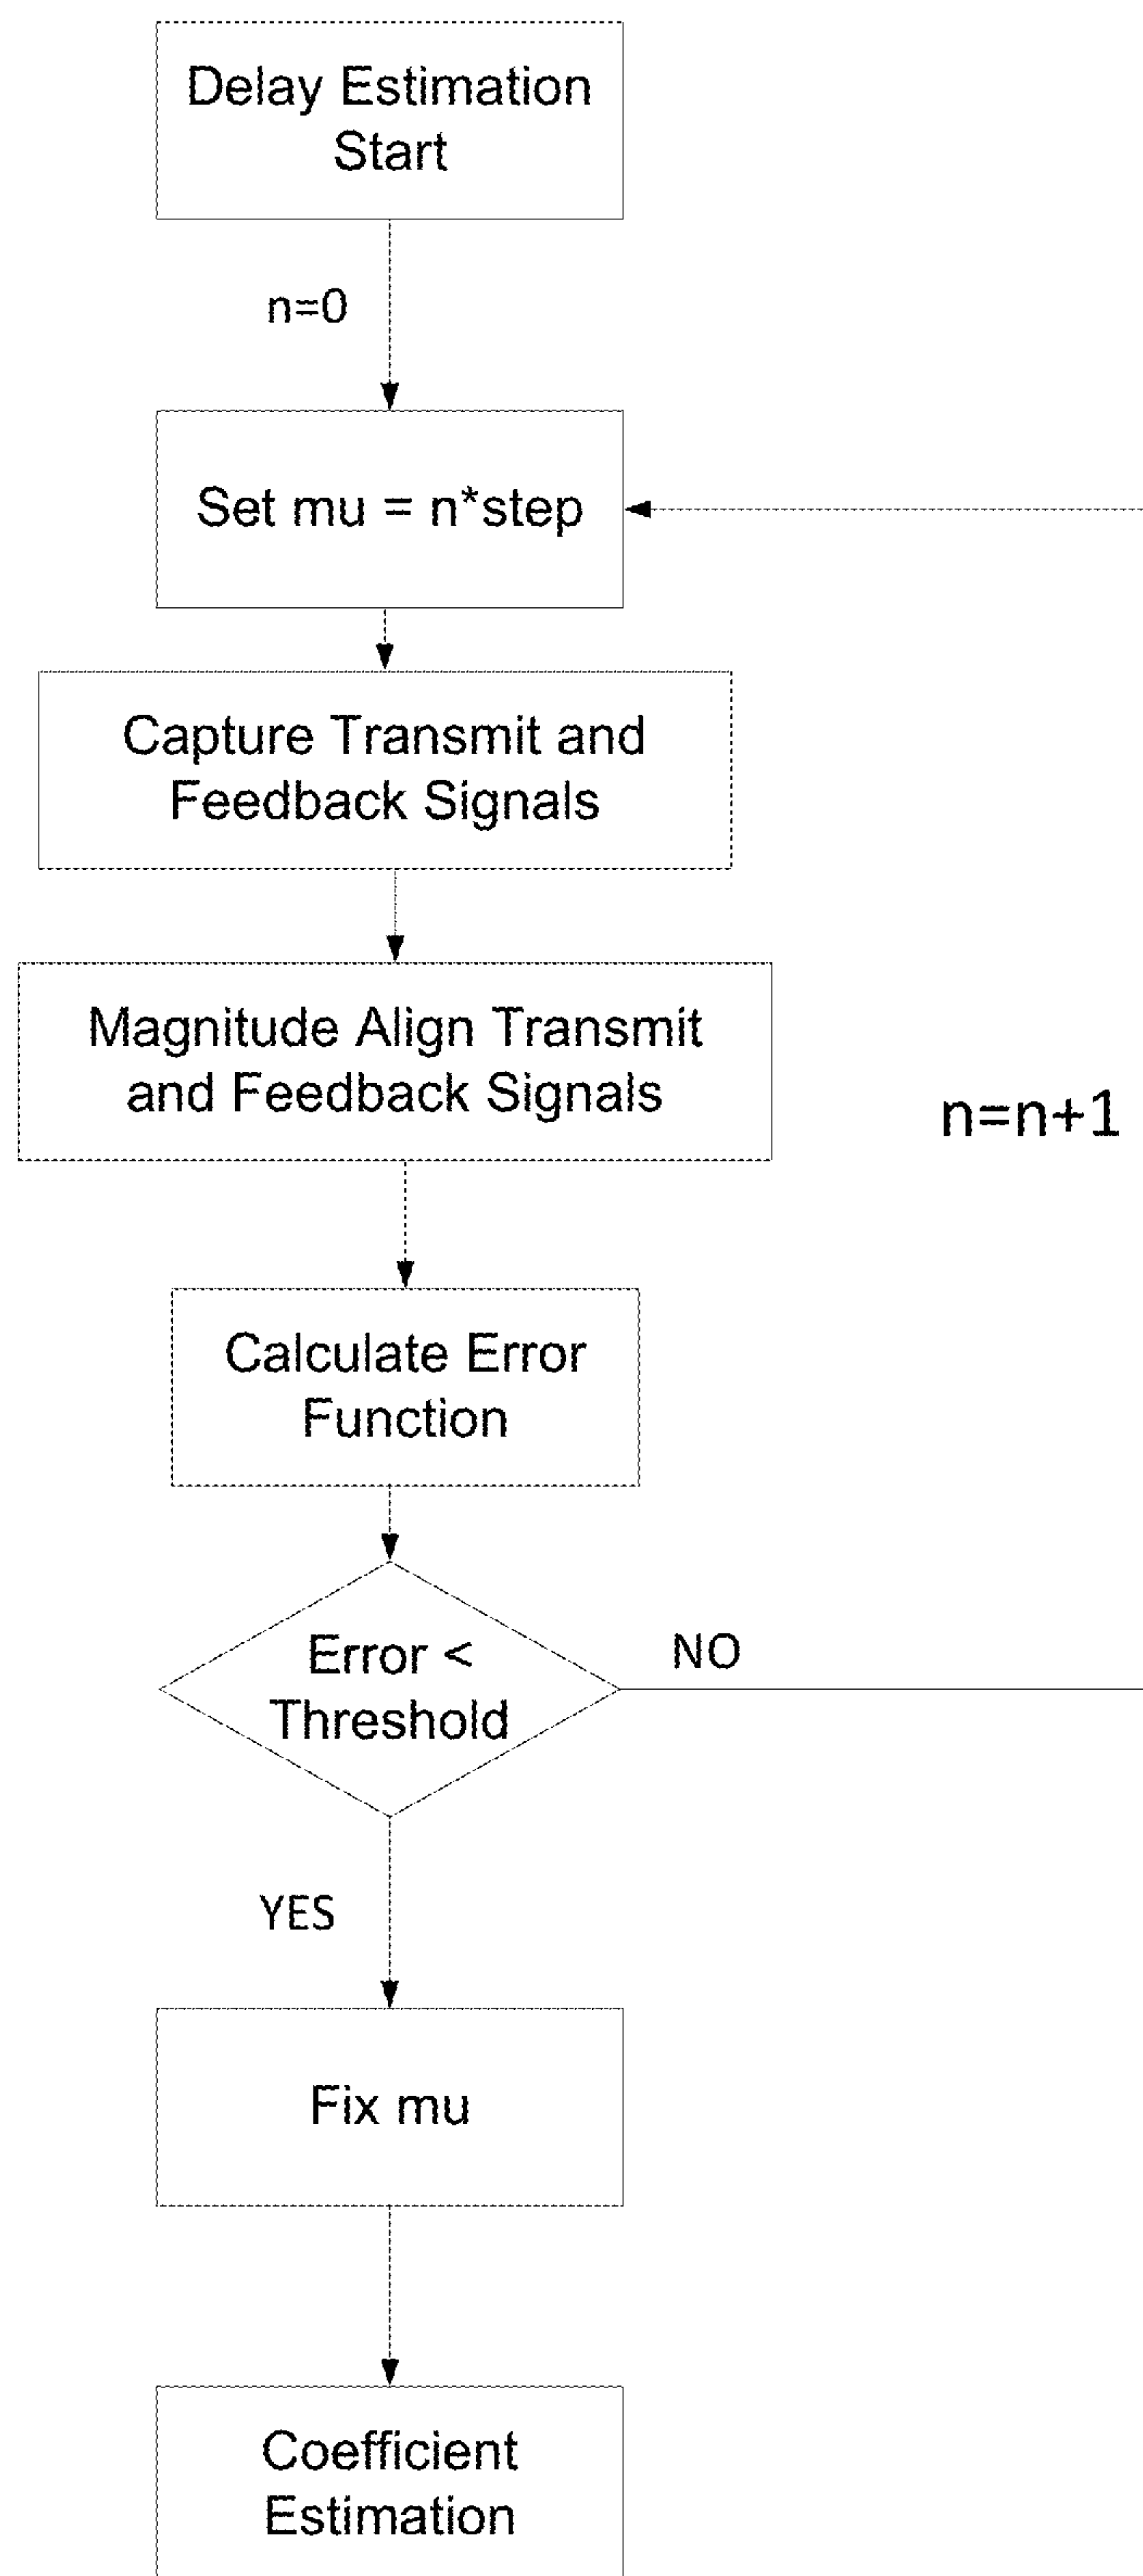 Delay Estimation
Start
n=0
Set mu = n*step
Capture Transmit and
Feedback Signals
Magnitude Align Transmit
and Feedback Signals
n=n+1
Calculate Error
Function
Error <
Threshold
NO
YES
Fix mu
Coefficient
Estimation